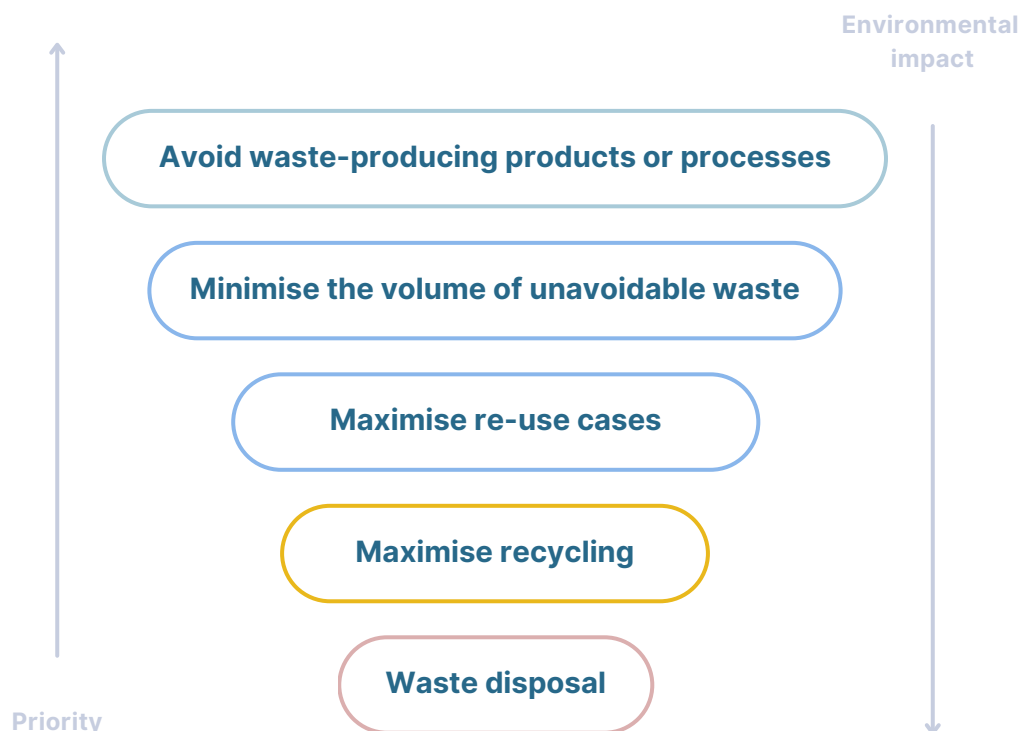 Environmental
impact
Avoid waste-producing products or processes
Minimise the volume of unavoidable waste
Maximise re-use cases
Maximise recycling
Waste disposal
Priority